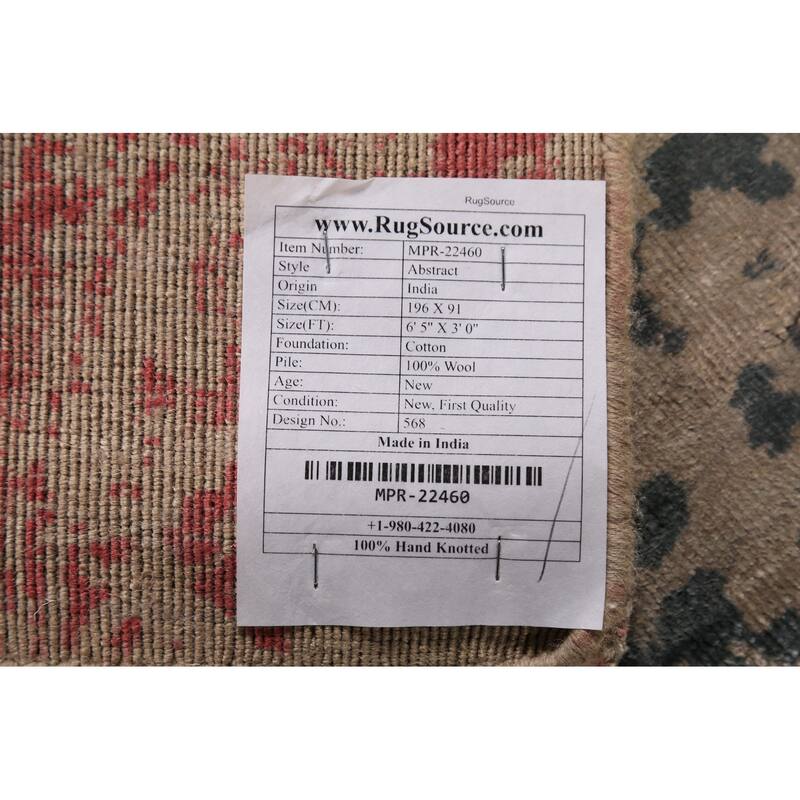 RugSource
www.RugSource.com
Item Number: MPR-22460
Style Abstract
Origin India
Size(CM): 196 X 91
Size(FT): 6' 5" X 3' 0"
Foundation: Cotton
Pile: 100% Wool
Age: New
Condition: New, First Quality
Design No.: 568
Made in India
MPR-22460
+1-980-422-4080
100% Hand Knotted